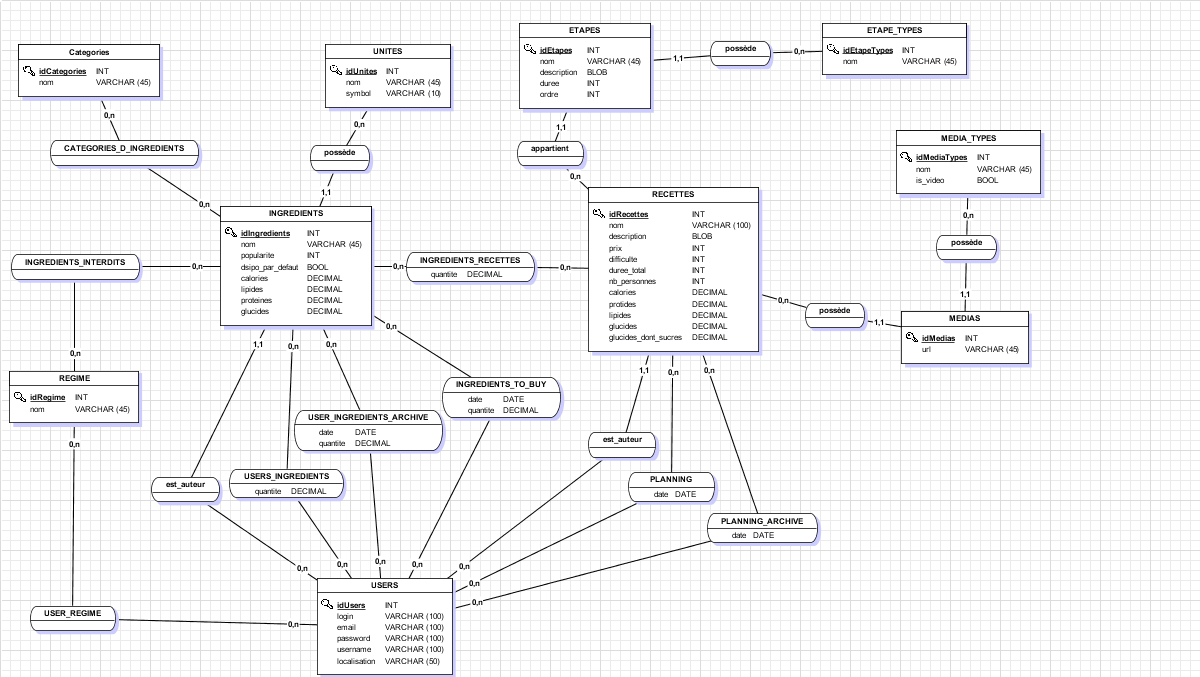 Categories
idCategories INT
nom VARCHAR (45)
0,n
CATEGORIES_D_INGREDIENTS
0,n
UNITES
idUnites INT
nom VARCHAR (45)
symbol VARCHAR (10)
0,n
possède
1,1
ETAPES
idEtapes INT
nom VARCHAR (45)
description BLOB
duree INT
ordre INT
1,1
possède
0,n
ETAPE_TYPES
idEtapeTypes INT
nom VARCHAR (45)
1,1
appartient
0,n
MEDIA_TYPES
idMediaTypes INT
nom VARCHAR (45)
is_video BOOL
0,n
possède
1,1
INGREDIENTS
idIngredients INT
nom VARCHAR (45)
popularite INT
dsipo_par_defaut BOOL
calories DECIMAL
lipides DECIMAL
proteines DECIMAL
glucides DECIMAL
RECETTES
idRecettes INT
nom VARCHAR (100)
description BLOB
prix INT
difficulte INT
duree_total INT
nb_personnes INT
calories DECIMAL
protides DECIMAL
lipides DECIMAL
glucides DECIMAL
glucides_dont_sucres DECIMAL
INGREDIENTS_INTERDITS
0,n
0,n
INGREDIENTS_RECETTES
quantite DECIMAL
0,n
0,n
possède
1,1
MEDIAS
idMedias INT
url VARCHAR (45)
0,n
REGIME
idRegime INT
nom VARCHAR (45)
0,n
1,1
0,n
0,n
0,n
INGREDIENTS_TO_BUY
date DATE
quantite DECIMAL
USER_INGREDIENTS_ARCHIVE
date DATE
quantite DECIMAL
1,1
0,n
0,n
est_auteur
est_auteur
USERS_INGREDIENTS
quantite DECIMAL
PLANNING
date DATE
PLANNING_ARCHIVE
date DATE
0,n
0,n
0,n
0,n
0,n
0,n
0,n
USERS
idUsers INT
login VARCHAR (100)
email VARCHAR (100)
password VARCHAR (100)
username VARCHAR (100)
localisation VARCHAR (50)
USER_REGIME
0,n